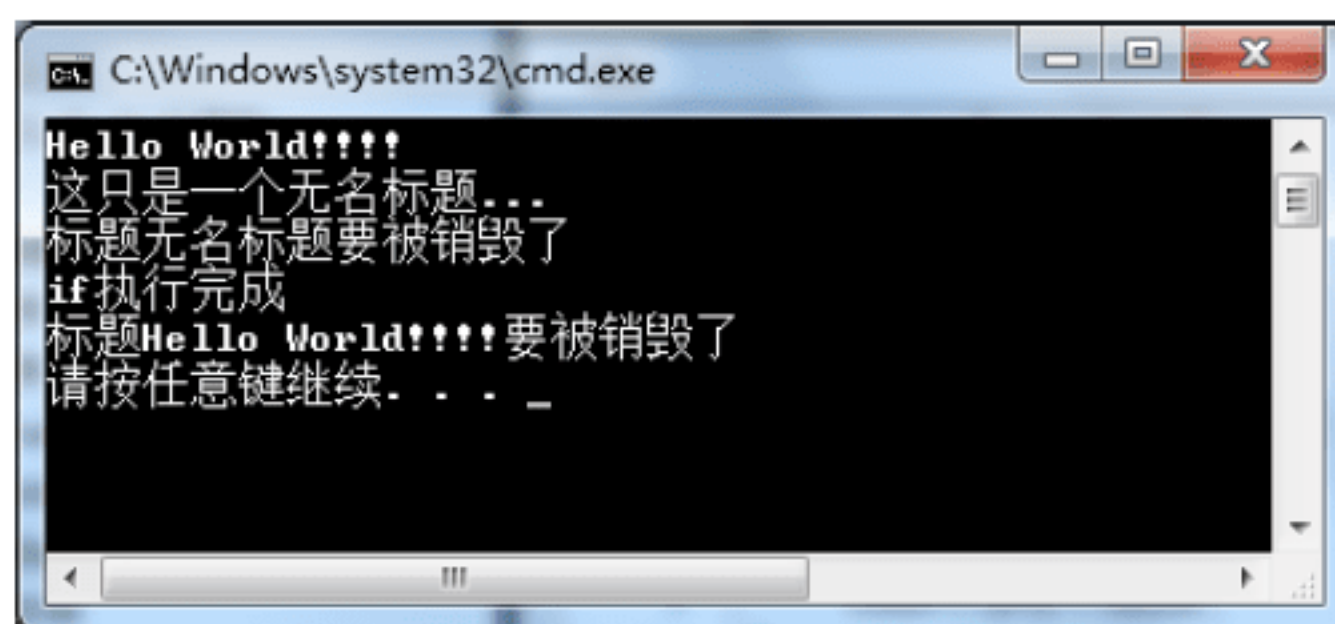 C:\Windows\system32\cmd.exe
Hello World!!!!
这只是一个无名标题...
标题无名标题要被销毁了
if执行完成
标题Hello World!!!!要被销毁了
请按任意键继续. . . _